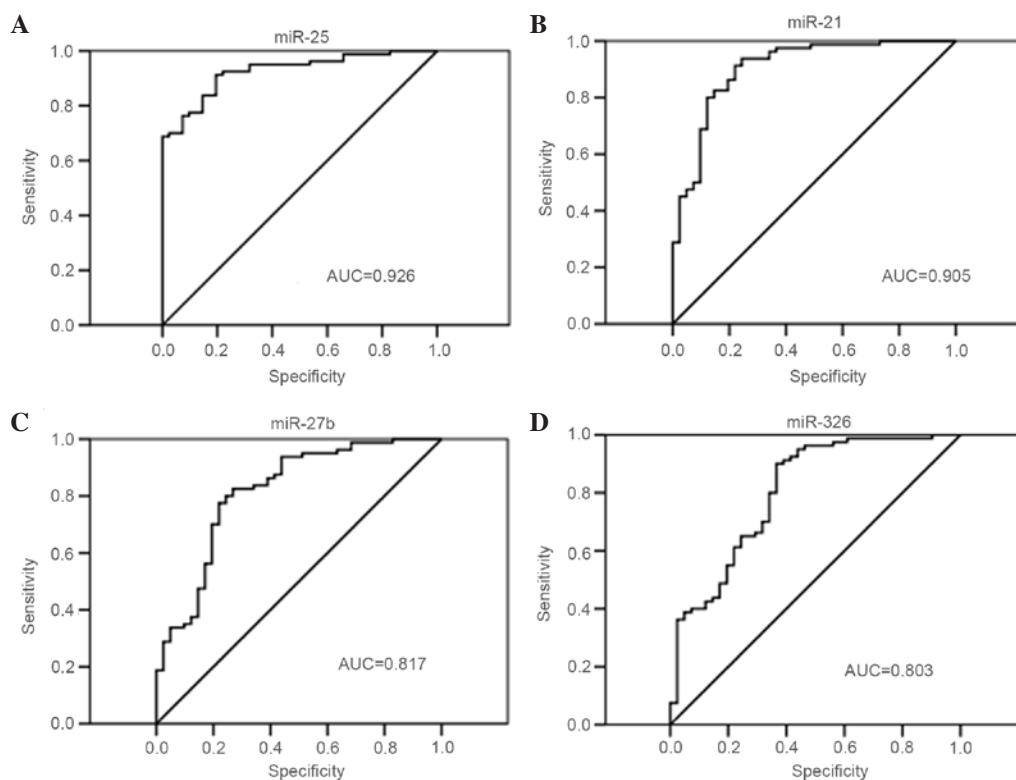 A
miR-25
1.0
0.8
0.6
0.4
0.2
0.0
Sensitivity
AUC=0.926
0.0 0.2 0.4 0.6 0.8 1.0
Specificity
B
miR-21
1.0
0.8
0.6
0.4
0.2
0.0
Sensitivity
AUC=0.905
0.0 0.2 0.4 0.6 0.8 1.0
Specificity
C
miR-27b
1.0
0.8
0.6
0.4
0.2
0.0
Sensitivity
AUC=0.817
0.0 0.2 0.4 0.6 0.8 1.0
Specificity
D
miR-326
1.0
0.8
0.6
0.4
0.2
0.0
Sensitivity
AUC=0.803
0.0 0.2 0.4 0.6 0.8 1.0
Specificity